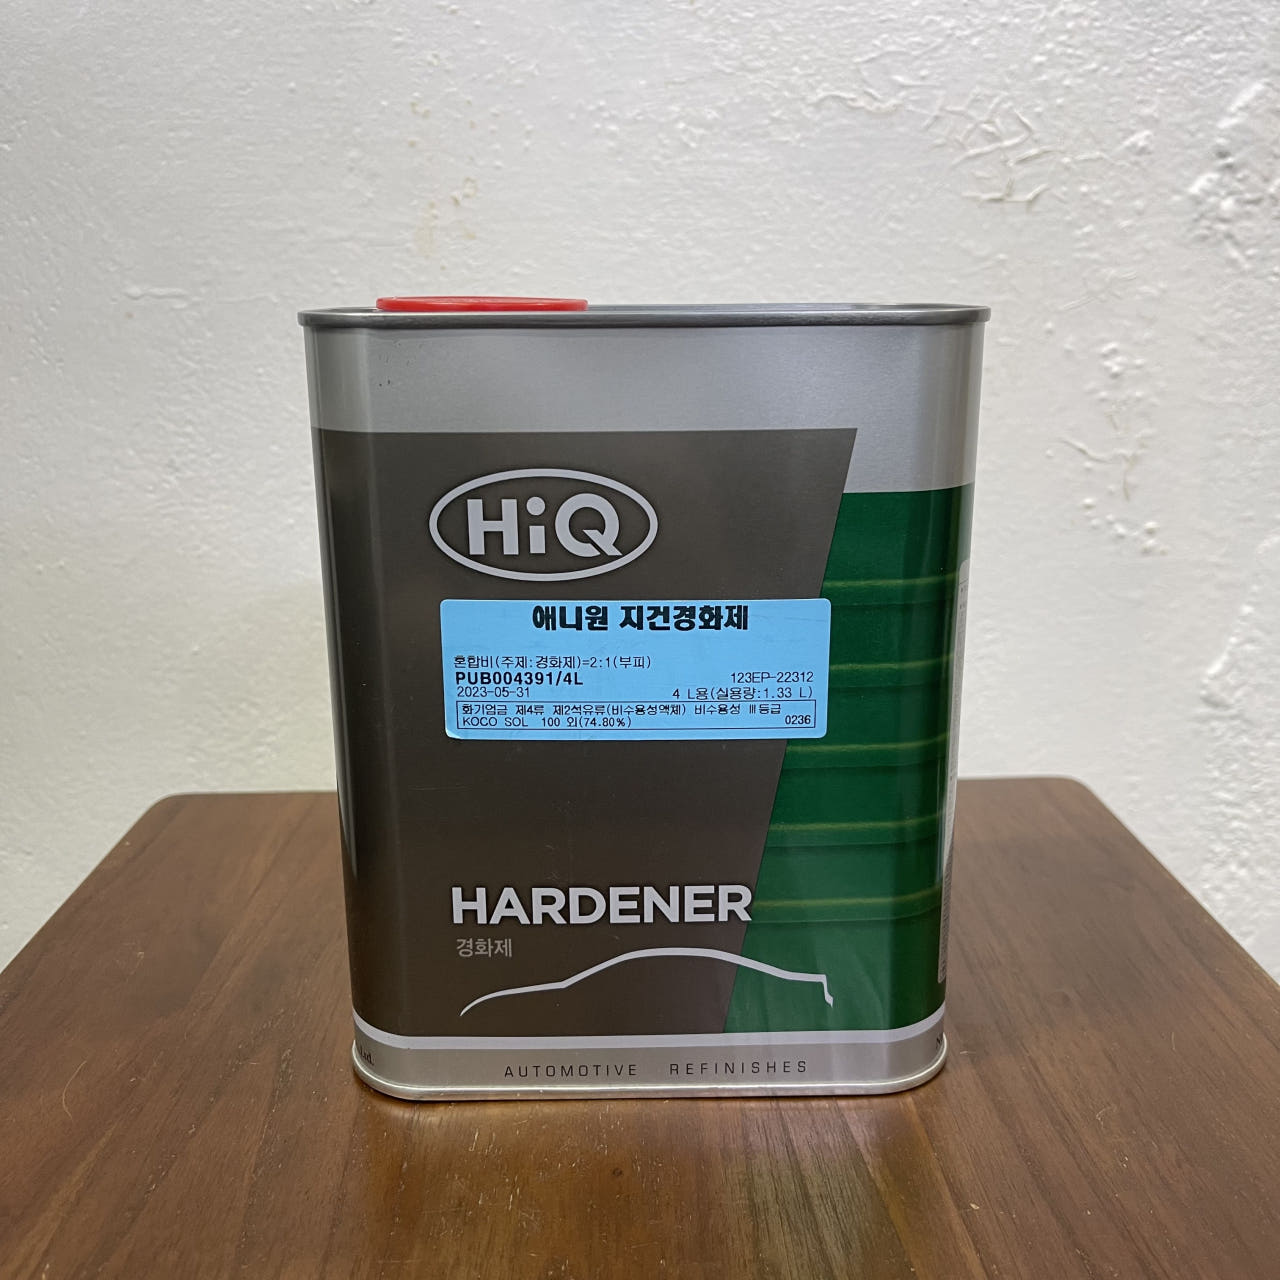 HiQ
애니원 지건경화제
혼합비(주제:경화제)=2:1(부피)
PUB004391/4L 123EP-22312
2023-05-31 4 L용(실용량:1.33 L)
화기엄금 제4류 제2석유류(비수용성액체) 비수용성 Ⅲ등급
KOCO SOL 100 외(74.80%) 0236
HARDENER
경화제
AUTOMOTIVE REFINISHES